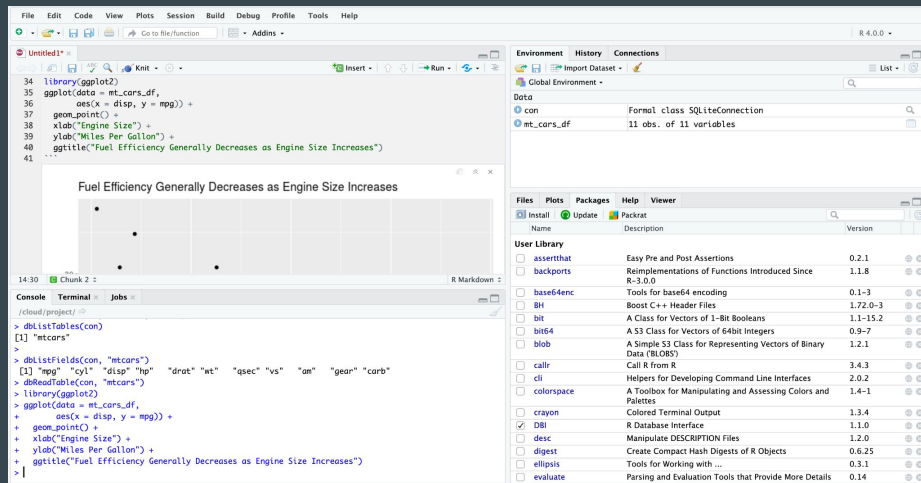 File Edit Code View Plots Session Build Debug Profile Tools Help
Go to file/function Addins R 4.0.0
Untitled1*
Knit Insert Run
34 library(ggplot2)
35 ggplot(data = mt_cars_df,
36 aes(x = disp, y = mpg)) +
37 geom_point() +
38 xlab("Engine Size") +
39 ylab("Miles Per Gallon") +
40 ggtitle("Fuel Efficiency Generally Decreases as Engine Size Increases")
41 ```
Fuel Efficiency Generally Decreases as Engine Size Increases
14:30 Chunk 2 R Markdown
Console Terminal Jobs
/cloud/project/
> dbListTables(con)
[1] "mtcars"
>
> dbListFields(con, "mtcars")
[1] "mpg" "cyl" "disp" "hp" "drat" "wt" "qsec" "vs" "am" "gear" "carb"
> dbReadTable(con, "mtcars")
> library(ggplot2)
> ggplot(data = mt_cars_df,
+ aes(x = disp, y = mpg)) +
+ geom_point() +
+ xlab("Engine Size") +
+ ylab("Miles Per Gallon") +
+ ggtitle("Fuel Efficiency Generally Decreases as Engine Size Increases")
>
Environment History Connections
Import Dataset List
Global Environment
Data
con Formal class SQLiteConnection
mt_cars_df 11 obs. of 11 variables
Files Plots Packages Help Viewer
Install Update Packrat
Name Description Version
User Library
assertthat Easy Pre and Post Assertions 0.2.1
backports Reimplementations of Functions Introduced Since 1.1.8
R-3.0.0
base64enc Tools for base64 encoding 0.1-3
BH Boost C++ Header Files 1.72.0-3
bit A Class for Vectors of 1-Bit Booleans 1.1-15.2
bit64 A S3 Class for Vectors of 64bit Integers 0.9-7
blob A Simple S3 Class for Representing Vectors of Binary 1.2.1
Data ('BLOBS')
callr Call R from R 3.4.3
cli Helpers for Developing Command Line Interfaces 2.0.2
colorspace A Toolbox for Manipulating and Assessing Colors and 1.4-1
Palettes
crayon Colored Terminal Output 1.3.4
DBI R Database Interface 1.1.0
desc Manipulate DESCRIPTION Files 1.2.0
digest Create Compact Hash Digests of R Objects 0.6.25
ellipsis Tools for Working with ... 0.3.1
evaluate Parsing and Evaluation Tools that Provide More Details 0.14